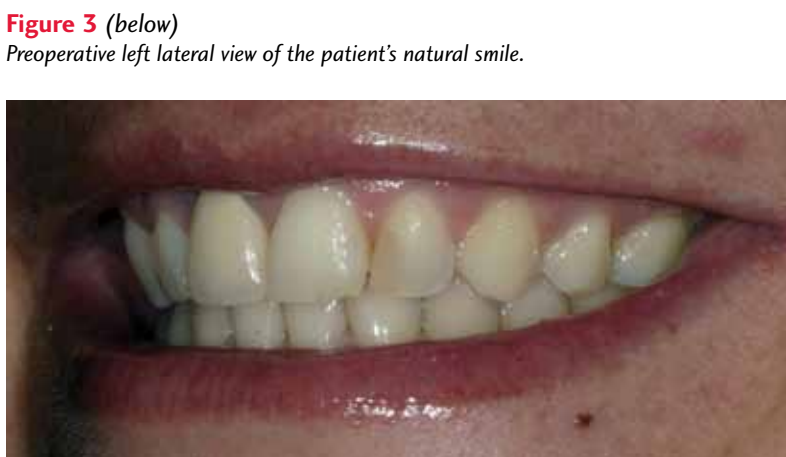 Figure 3 (below)
Preoperative left lateral view of the patient's natural smile.